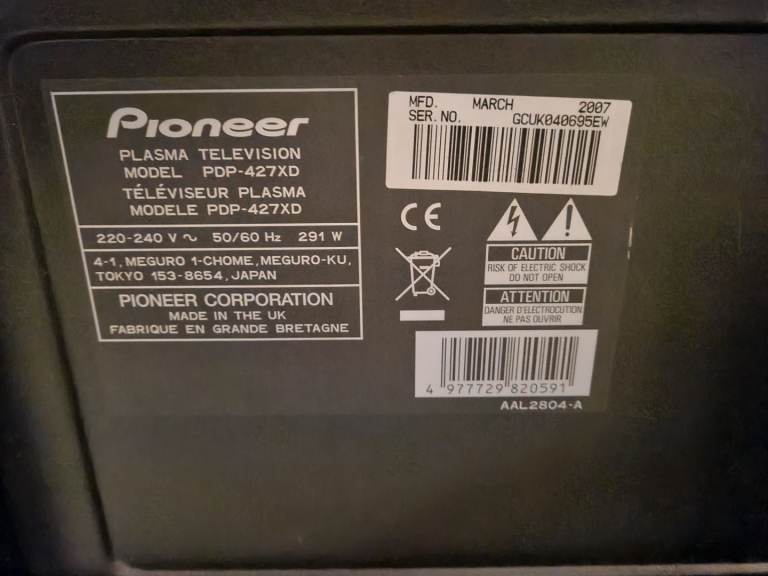 Pioneer
PLASMA TELEVISION
MODEL PDP-427XD
TÉLÉVISEUR PLASMA
MODELE PDP-427XD
220-240 V ~ 50/60 Hz 291 W
4-1, MEGURO 1-CHOME, MEGURO-KU,
TOKYO 153-8654, JAPAN
PIONEER CORPORATION
MADE IN THE UK
FABRIQUE EN GRANDE BRETAGNE
MFD. MARCH 2007
SER. NO. GCUK040695EW
CE
CAUTION
RISK OF ELECTRIC SHOCK
DO NOT OPEN
ATTENTION
DANGER D'ELECTROCUTION
NE PAS OUVRIR
4 977729 820591
AAL2804-A